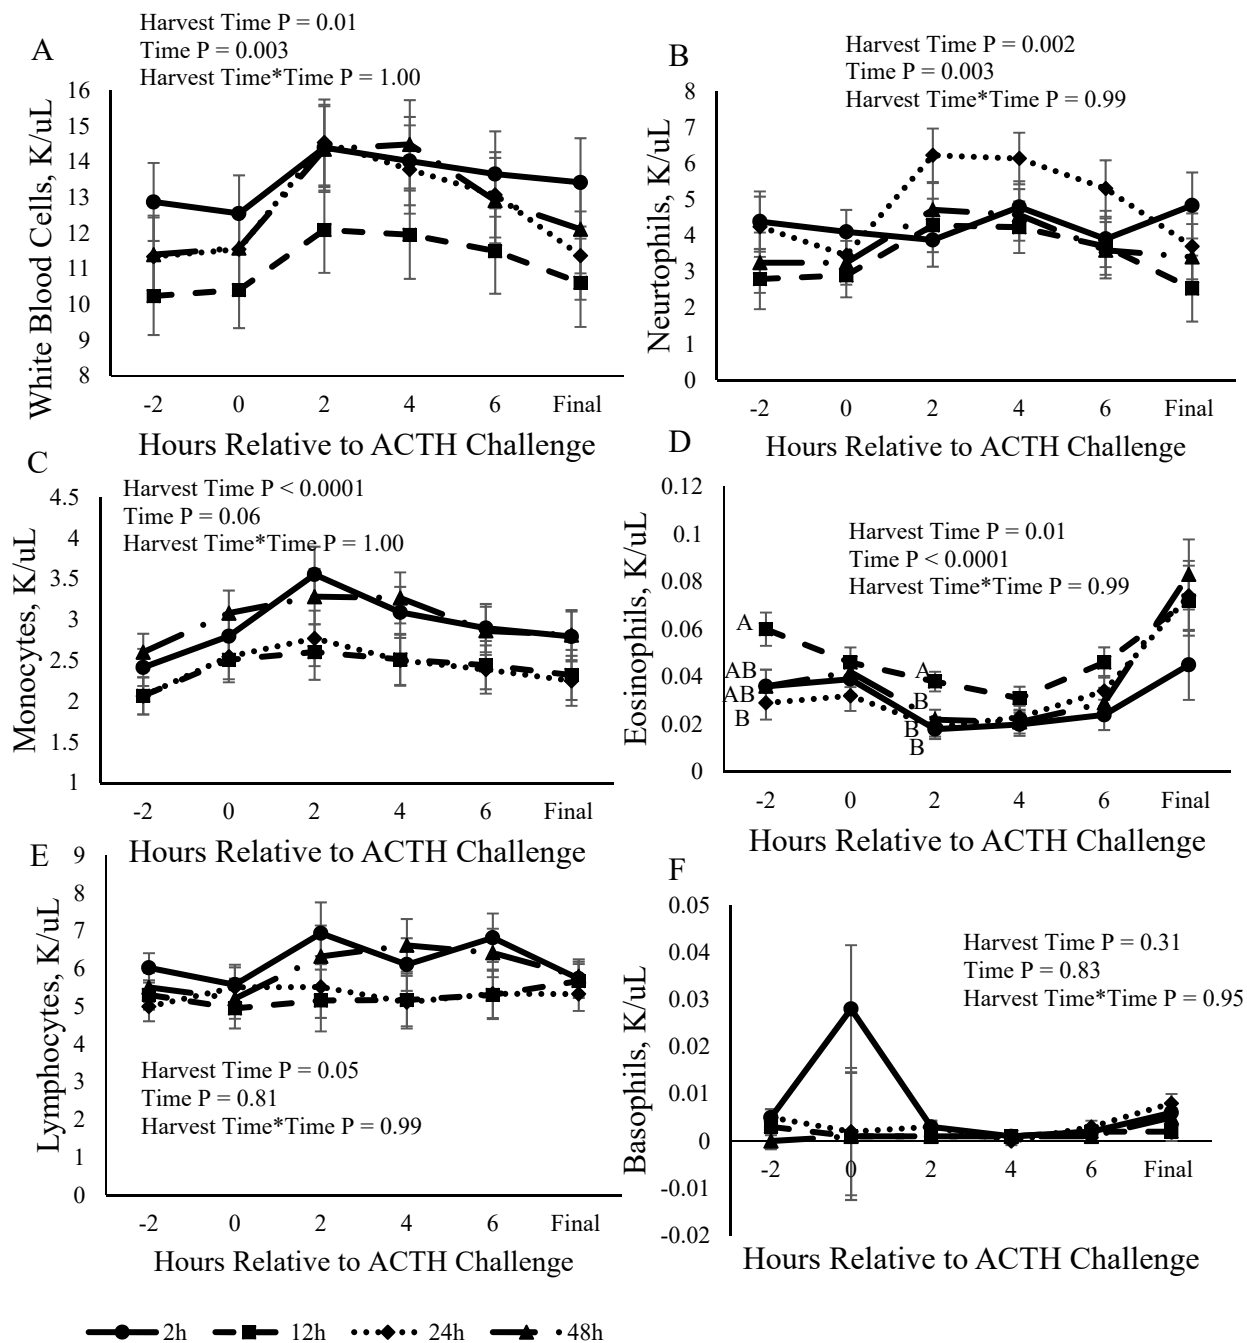 A
Harvest Time P = 0.01
Time P = 0.003
Harvest Time*Time P = 1.00
White Blood Cells, K/uL
16
15
14
13
12
11
10
9
8
-2 0 2 4 6 Final
Hours Relative to ACTH Challenge
B
Harvest Time P = 0.002
Time P = 0.003
Harvest Time*Time P = 0.99
Neurtophils, K/uL
8
7
6
5
4
3
2
1
0
-2 0 2 4 6 Final
Hours Relative to ACTH Challenge
C
Harvest Time P < 0.0001
Time P = 0.06
Harvest Time*Time P = 1.00
Monocytes, K/uL
4.5
4
3.5
3
2.5
2
1.5
1
-2 0 2 4 6 Final
Hours Relative to ACTH Challenge
D
Harvest Time P = 0.01
Time P < 0.0001
Harvest Time*Time P = 0.99
Eosinophils, K/uL
0.12
0.1
0.08
0.06
0.04
0.02
0
A
AB
AB
B
A
B
B
B
-2 0 2 4 6 Final
Hours Relative to ACTH Challenge
E
Lymphocytes, K/uL
9
8
7
6
5
4
3
2
1
0
Harvest Time P = 0.05
Time P = 0.81
Harvest Time*Time P = 0.99
-2 0 2 4 6 Final
Hours Relative to ACTH Challenge
F
Harvest Time P = 0.31
Time P = 0.83
Harvest Time*Time P = 0.95
Basophils, K/uL
0.05
0.04
0.03
0.02
0.01
0
-0.01
-0.02
-2 0 2 4 6 Final
Hours Relative to ACTH Challenge
2h 12h 24h 48h